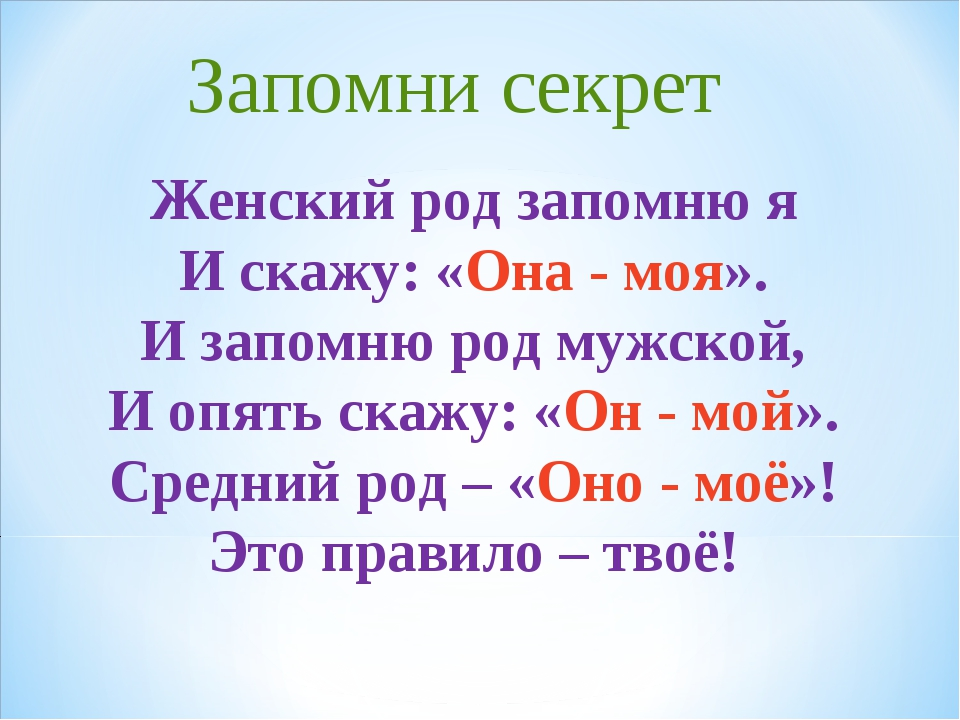 Запомни секрет
Женский род запомню я
И скажу: «Она - моя».
И запомню род мужской,
И опять скажу: «Он - мой».
Средний род – «Оно - моё»!
Это правило – твоё!